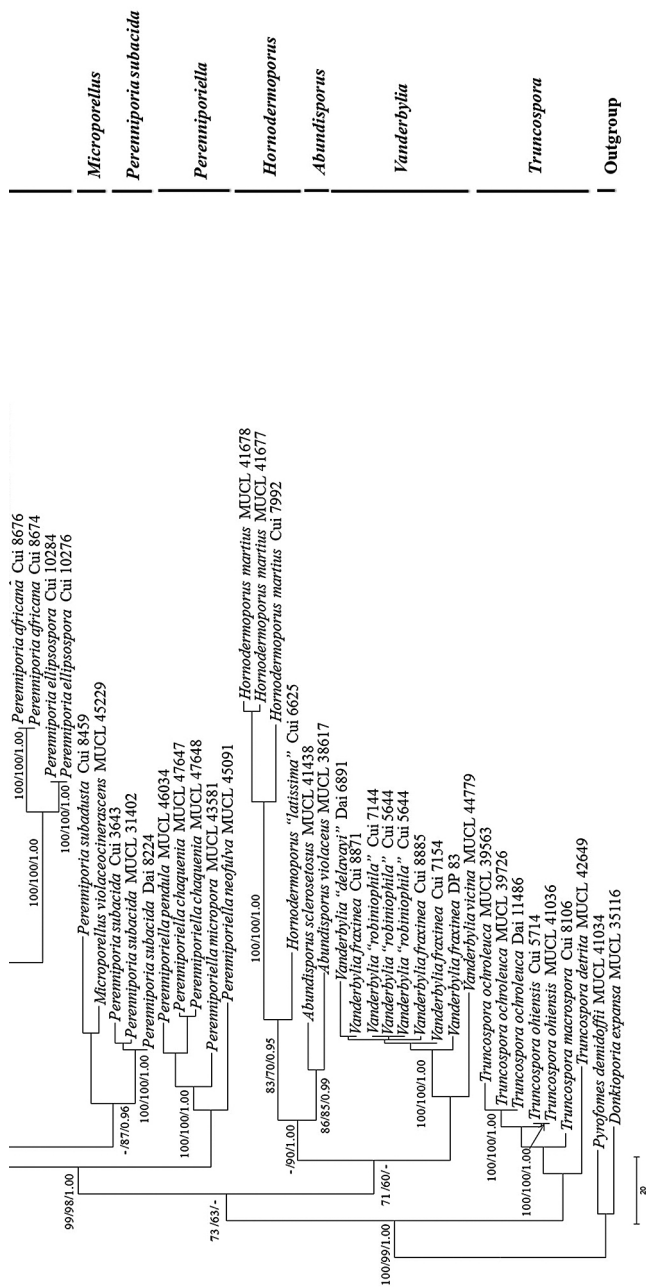 Perenniporia africana Cui 8676
Perenniporia africana Cui 8674
Perenniporia ellipsospora Cui 10284
Perenniporia ellipsospora Cui 10276
Perenniporia subadusta Cui 8459
Microporellus violaceocinerascens MUCL 45229
Perenniporia subacida Cui 3643
Perenniporia subacida MUCL 31402
Perenniporia subacida Dai 8224
Perenniporiella pendula MUCL 46034
Perenniporiella chaquenia MUCL 47647
Perenniporiella chaquenia MUCL 47648
Perenniporiella micropora MUCL 43581
Perenniporiella neofulva MUCL 45091
Hornodermoporus martius MUCL 41678
Hornodermoporus martius MUCL 41677
Hornodermoporus martius Cui 7992
Hornodermoporus "latissima" Cui 6625
Abundisporus sclerosetosus MUCL 41438
Abundisporus violaceus MUCL 38617
Vanderbylia "delavayi" Dai 6891
Vanderbylia fraxinea Cui 8871
Vanderbylia "robiniophila" Cui 7144
Vanderbylia "robiniophila" Cui 5644
Vanderbylia "robiniophila" Cui 5644
Vanderbylia fraxinea Cui 8885
Vanderbylia fraxinea Cui 7154
Vanderbylia fraxinea DP 83
Vanderbylia vicina MUCL 44779
Truncospora ochroleuca MUCL 39563
Truncospora ochroleuca MUCL 39726
Truncospora ochroleuca Dai 11486
Truncospora ohiensis Cui 5714
Truncospora ohiensis MUCL 41036
Truncospora macrospora Cui 8106
Truncospora detrita MUCL 42649
Pyrofomes demidoffii MUCL 41034
Donkioporia expansa MUCL 35116
100/100/1.00
100/100/1.00
100/100/1.00
-/87/0.96
100/100/1.00
100/100/1.00
99/98/1.00
73/63/-
100/100/1.00
83/70/0.95
86/85/0.99
-/90/1.00
71/60/-
100/100/1.00
100/100/1.00
100/100/1.00
100/99/1.00
20
Microporellus
Perenniporia subacida
Perenniporiella
Hornodermoporus
Abundisporus
Vanderbylia
Truncospora
Outgroup